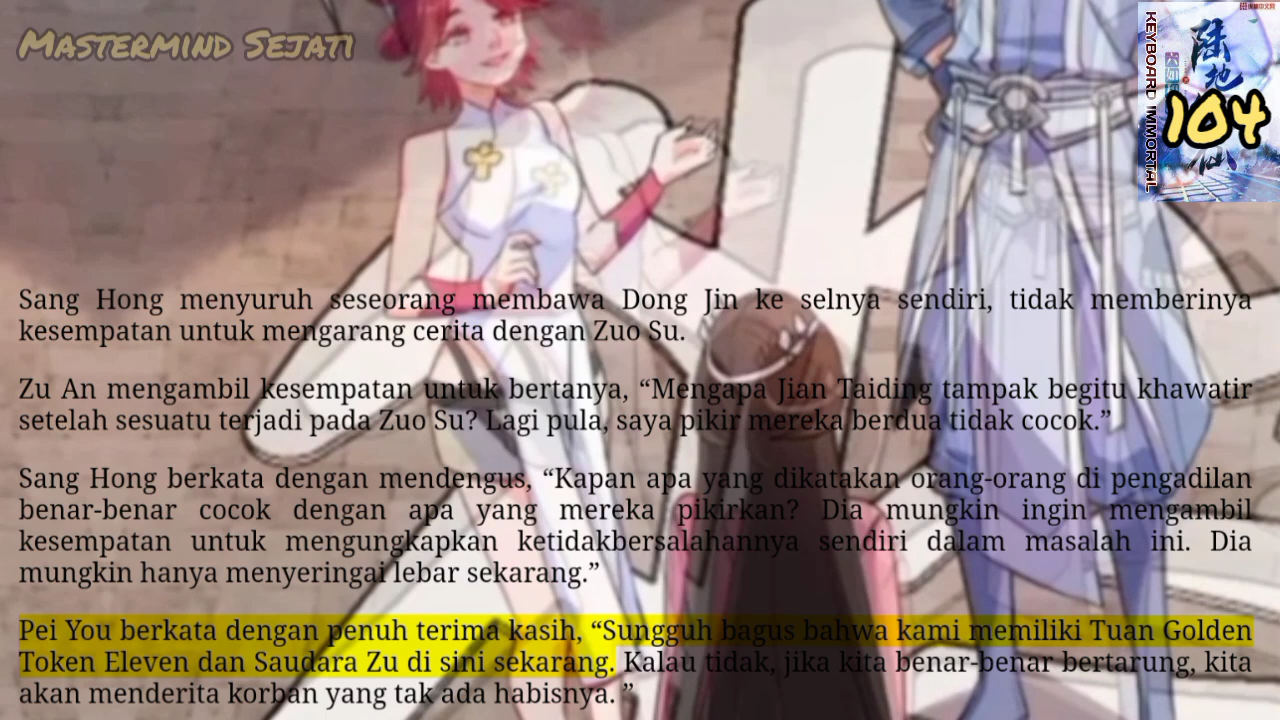 Mastermind Sejati
KEYBOARD IMMORTAL
陆地
仙
104
Sang Hong menyuruh seseorang membawa Dong Jin ke selnya sendiri, tidak memberinya
kesempatan untuk mengarang cerita dengan Zuo Su.
Zu An mengambil kesempatan untuk bertanya, “Mengapa Jian Taiding tampak begitu khawatir
setelah sesuatu terjadi pada Zuo Su? Lagi pula, saya pikir mereka berdua tidak cocok.”
Sang Hong berkata dengan mendengus, “Kapan apa yang dikatakan orang-orang di pengadilan
benar-benar cocok dengan apa yang mereka pikirkan? Dia mungkin ingin mengambil
kesempatan untuk mengungkapkan ketidakbersalahannya sendiri dalam masalah ini. Dia
mungkin hanya menyeringai lebar sekarang.”
Pei You berkata dengan penuh terima kasih, “Sungguh bagus bahwa kami memiliki Tuan Golden
Token Eleven dan Saudara Zu di sini sekarang. Kalau tidak, jika kita benar-benar bertarung, kita
akan menderita korban yang tak ada habisnya. ”